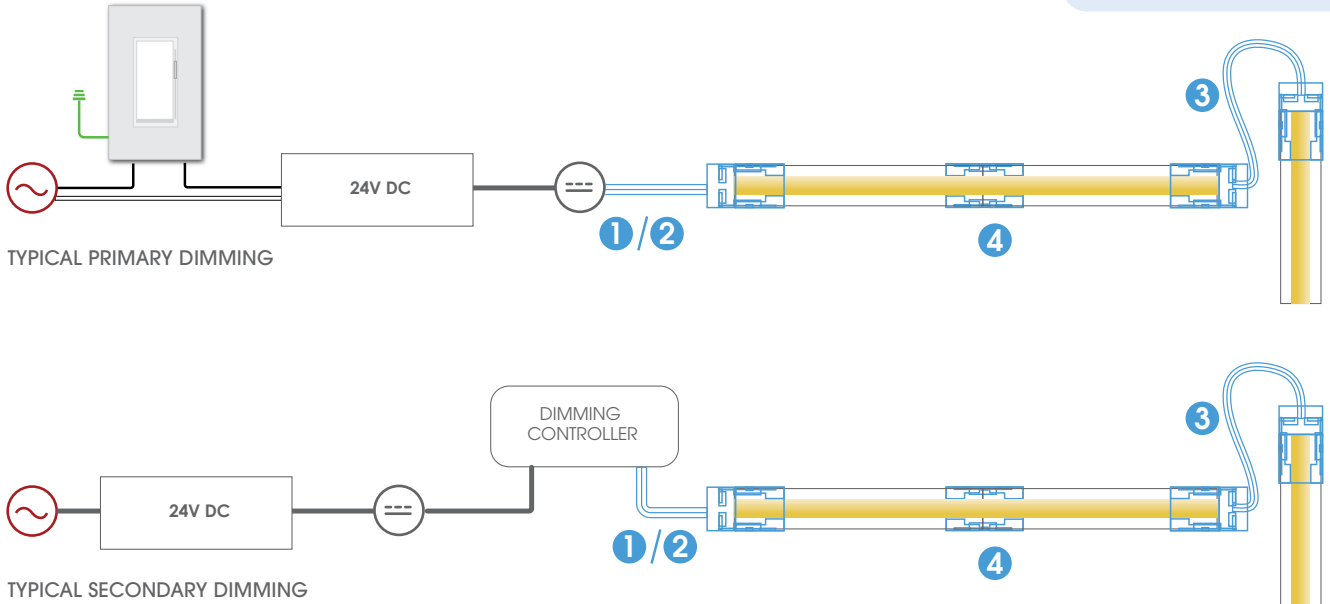 24V DC
1/2
3
4
TYPICAL PRIMARY DIMMING
DIMMING
CONTROLLER
24V DC
1/2
3
4
TYPICAL SECONDARY DIMMING